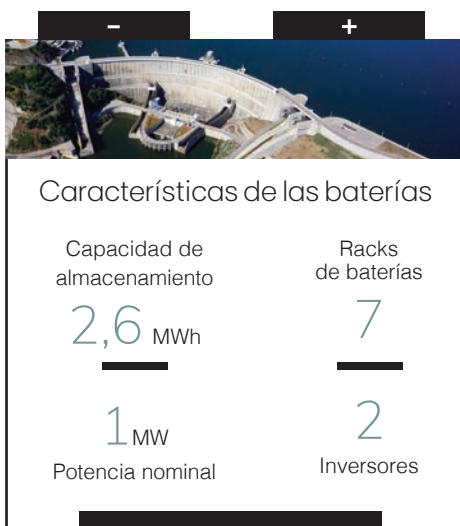 - +
Características de las baterías
Capacidad de
almacenamiento
2,6 MWh
Racks
de baterías
7
1 MW
Potencia nominal
2
Inversores